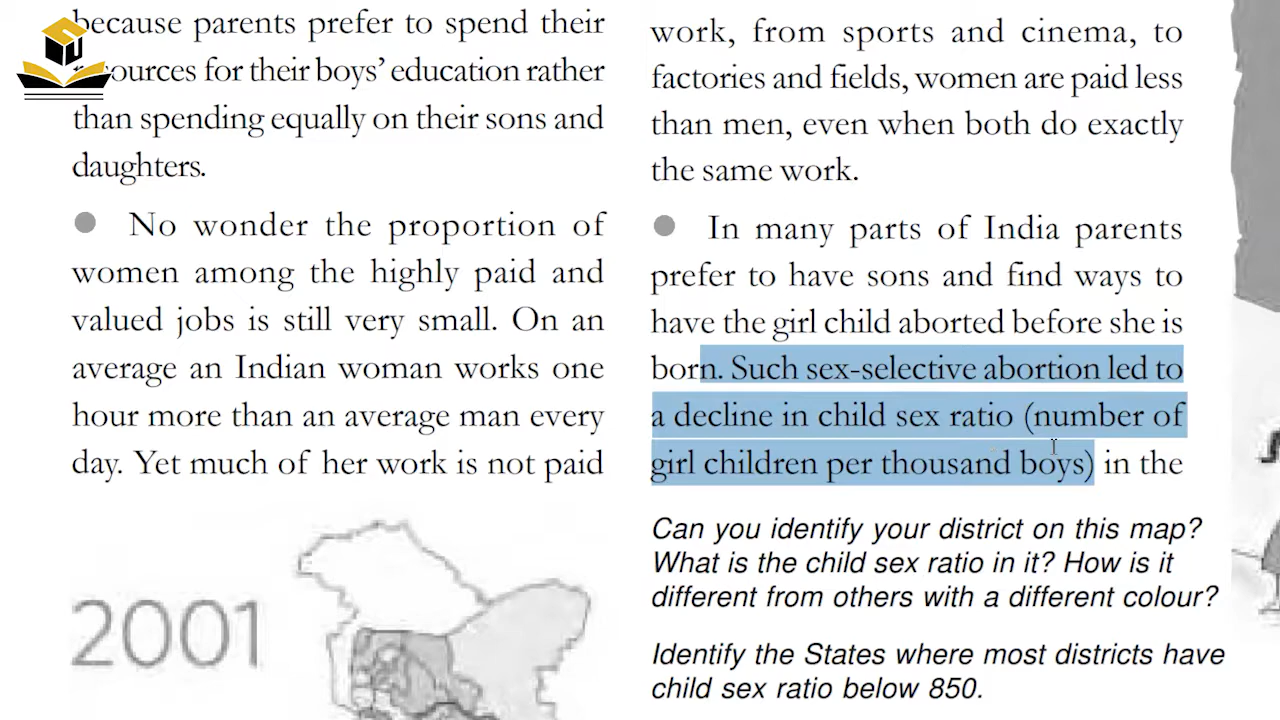 because parents prefer to spend their
resources for their boys' education rather
than spending equally on their sons and
daughters.
● No wonder the proportion of
women among the highly paid and
valued jobs is still very small. On an
average an Indian woman works one
hour more than an average man every
day. Yet much of her work is not paid
2001
work, from sports and cinema, to
factories and fields, women are paid less
than men, even when both do exactly
the same work.
● In many parts of India parents
prefer to have sons and find ways to
have the girl child aborted before she is
born. Such sex-selective abortion led to
a decline in child sex ratio (number of
girl children per thousand boys) in the
Can you identify your district on this map?
What is the child sex ratio in it? How is it
different from others with a different colour?
Identify the States where most districts have
child sex ratio below 850.